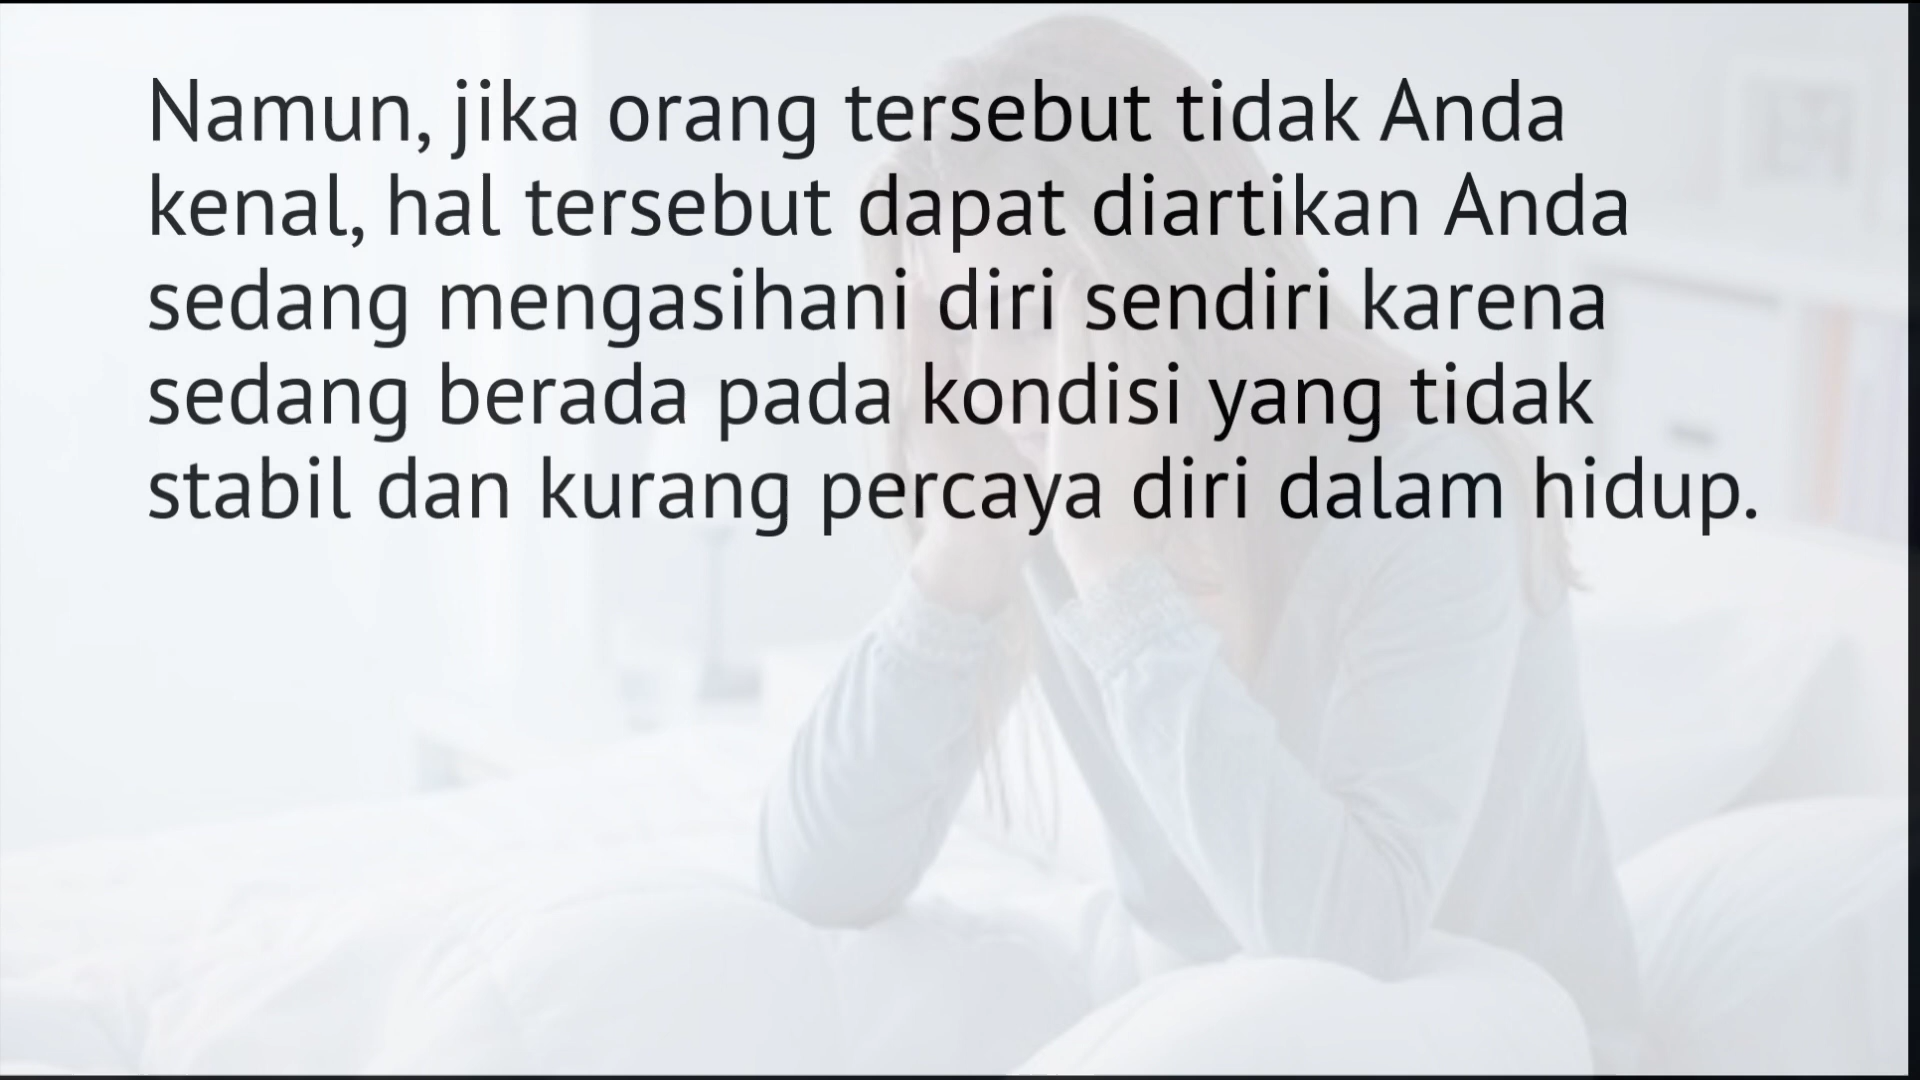 Namun, jika orang tersebut tidak Anda
kenal, hal tersebut dapat diartikan Anda
sedang mengasihani diri sendiri karena
sedang berada pada kondisi yang tidak
stabil dan kurang percaya diri dalam hidup.